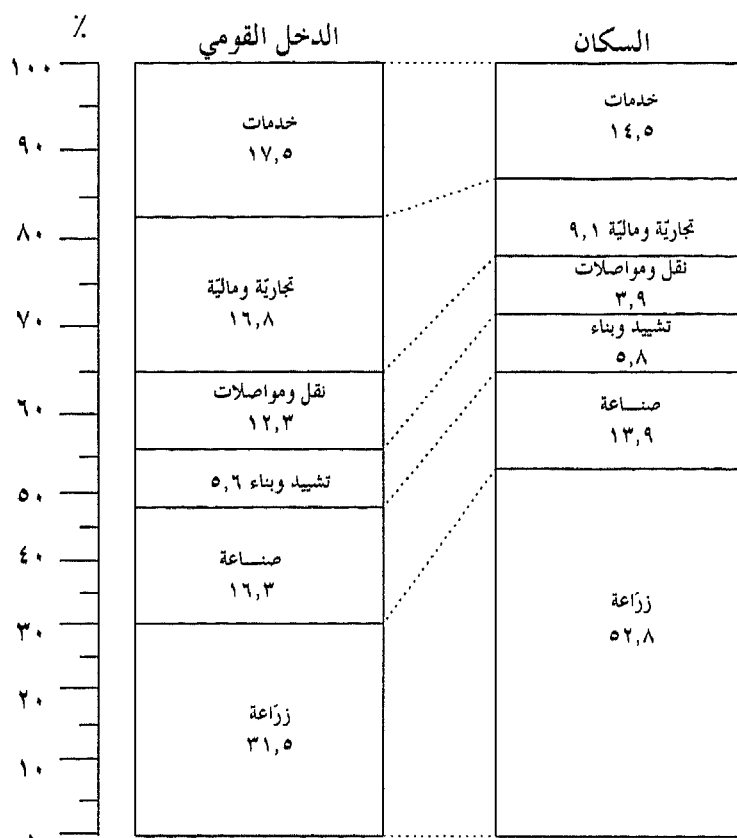 ٪
الدخل القومي
السكان
١٠٠
٩٠
٨٠
٧٠
٦٠
٥٠
٤٠
٣٠
٢٠
١٠
٠
خدمات
١٧,٥
تجاريّة وماليّة
١٦,٨
نقل ومواصلات
١٢,٣
تشييد وبناء ٥,٦
صناعة
١٦,٣
زراعة
٣١,٥
خدمات
١٤,٥
تجاريّة وماليّة ٩,١
نقل ومواصلات
٣,٩
تشييد وبناء
٥,٨
صناعة
١٣,٩
زراعة
٥٢,٨